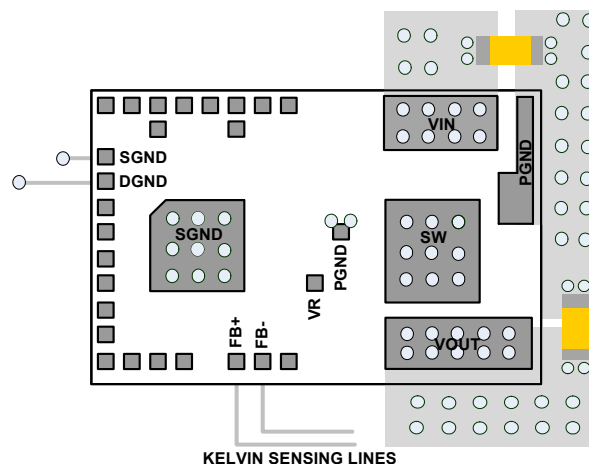 VIN
SGND
PGND
DGND
SGND
SW
PGND
VR
FB+
FB-
VOUT
KELVIN SENSING LINES